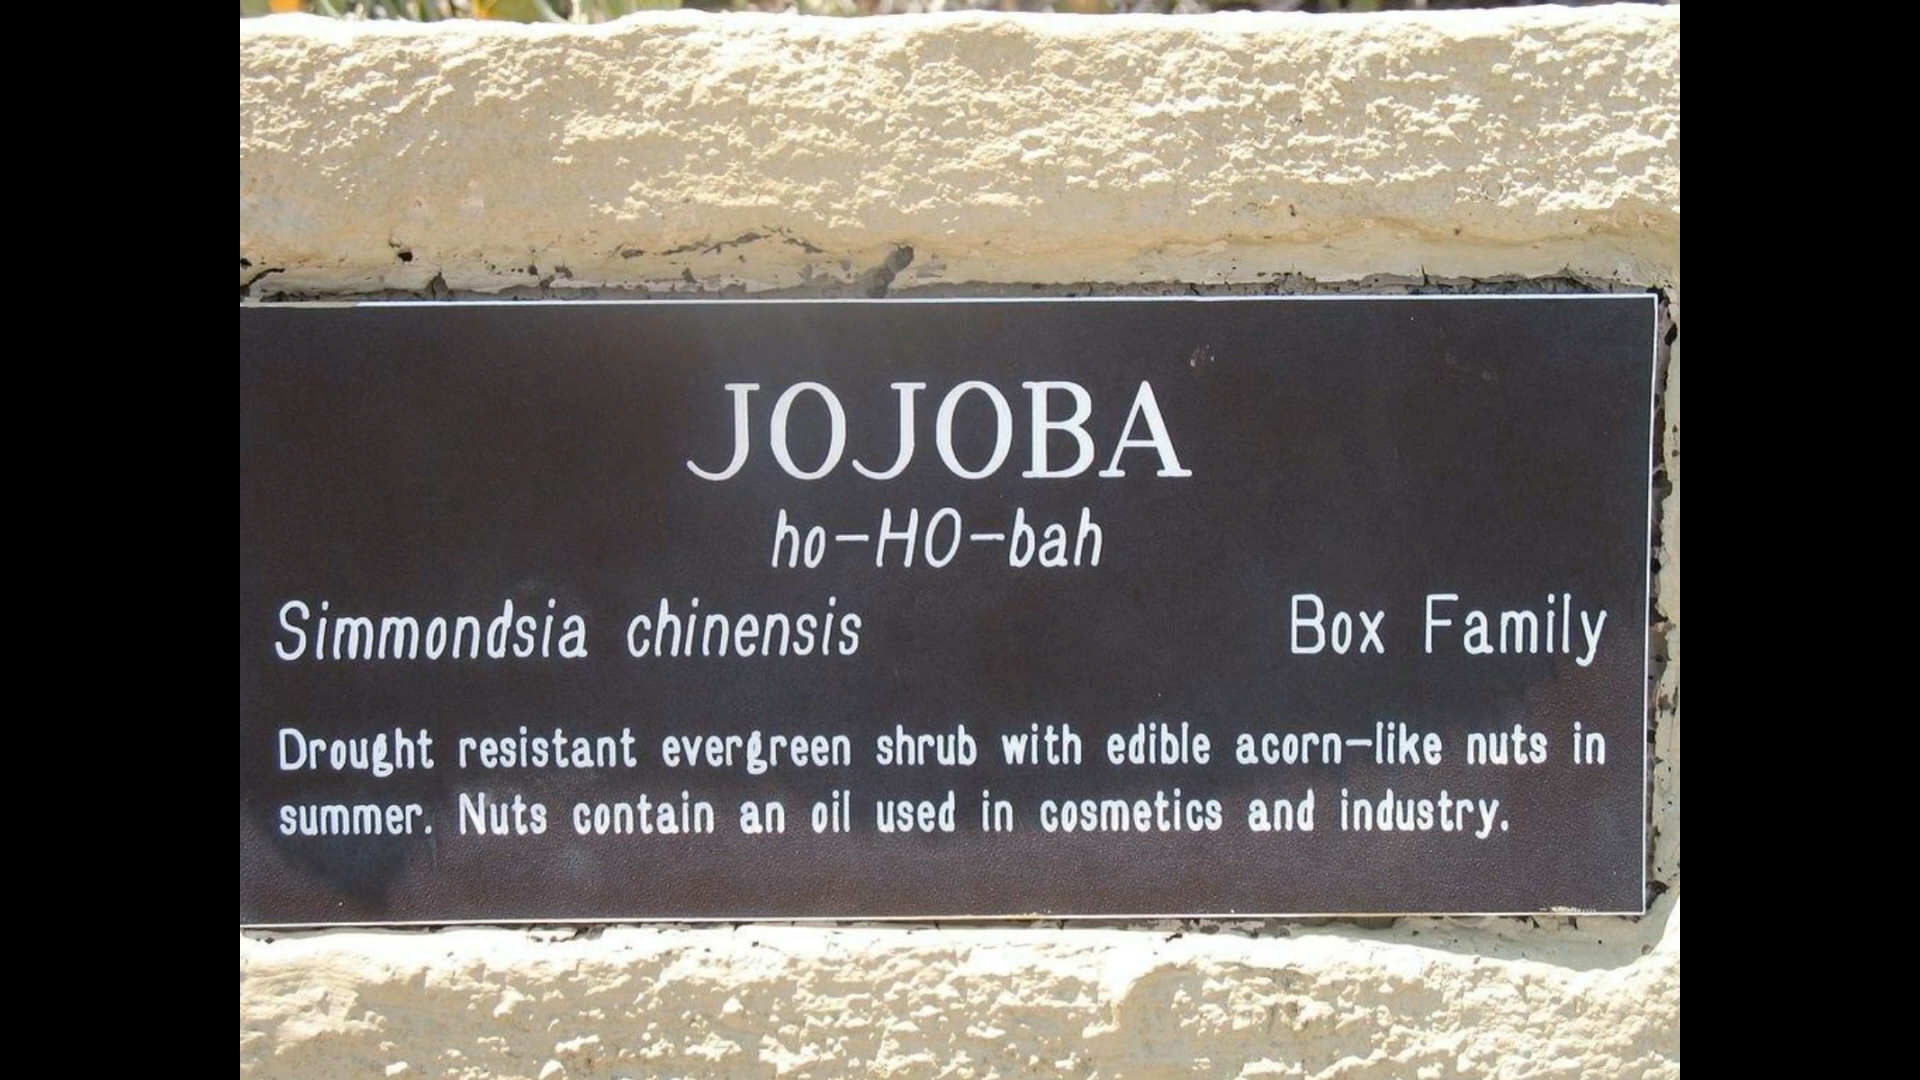 JOJOBA
ho-HO-bah
Simmondsia chinensis Box Family
Drought resistant evergreen shrub with edible acorn-like nuts in
summer. Nuts contain an oil used in cosmetics and industry.